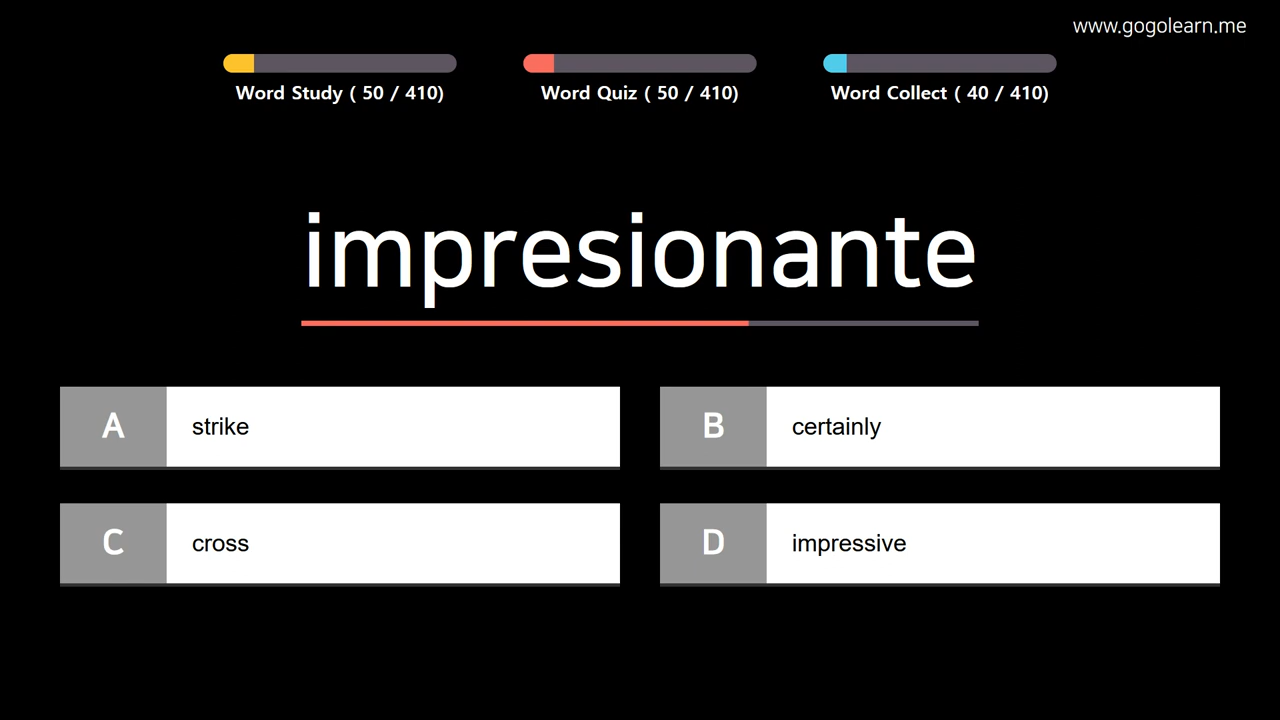 www.gogolearn.me
Word Study ( 50 / 410)
Word Quiz ( 50 / 410)
Word Collect ( 40 / 410)
impresionante
A strike
B certainly
C cross
D impressive